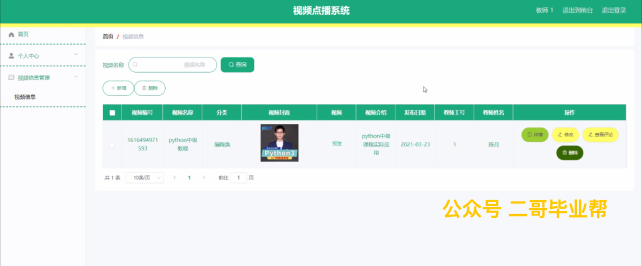 视频点播系统
教师 1 退出到前台 退出登录
首页
首页 / 视频信息
个人中心
视频信息管理
视频信息
视频名称 视频名称 查询
新增 删除
视频编号 视频名称 分类 视频封面 视频 视频介绍 发布日期 教师工号 教师姓名 操作
1616494971593 python中级教程 编程类 Python3 预览 python中级课程实际应用 2021-03-23 1 详情 修改 查看评论 删除
共 1 条 10条/页 1 前往 1 页
公众号 二哥毕业帮